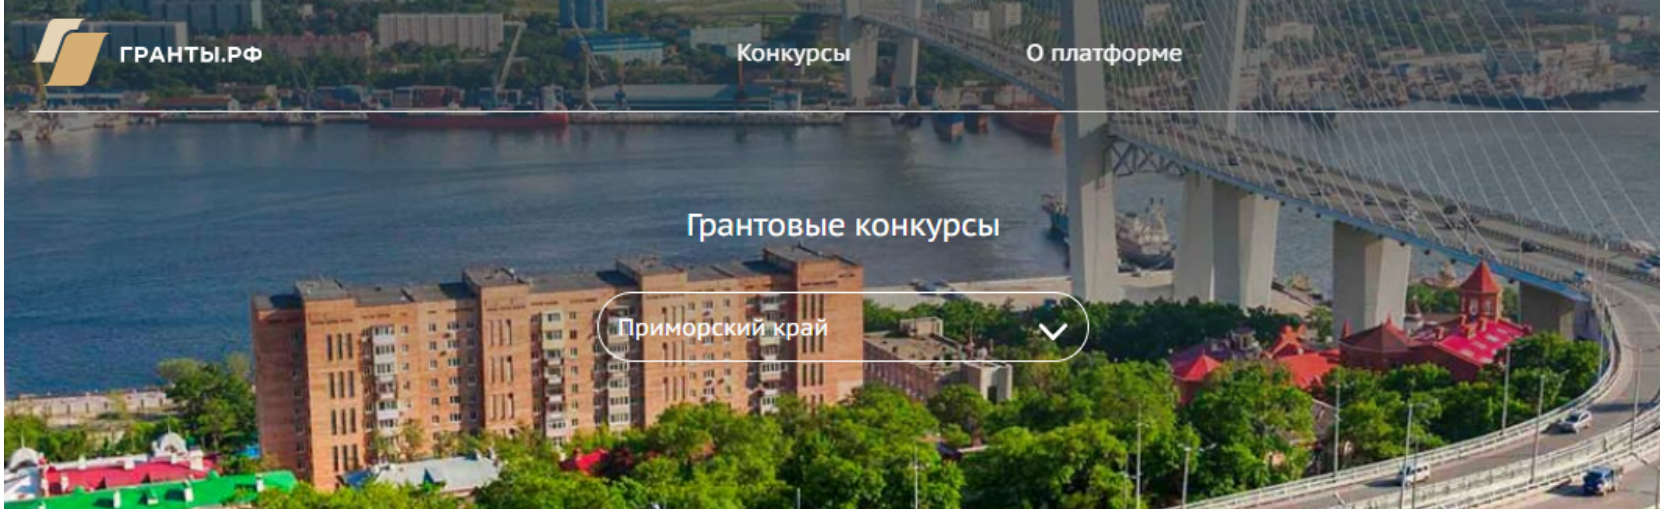 ГРАНТЫ.РФ
Конкурсы
О платформе
Грантовые конкурсы
Приморский край